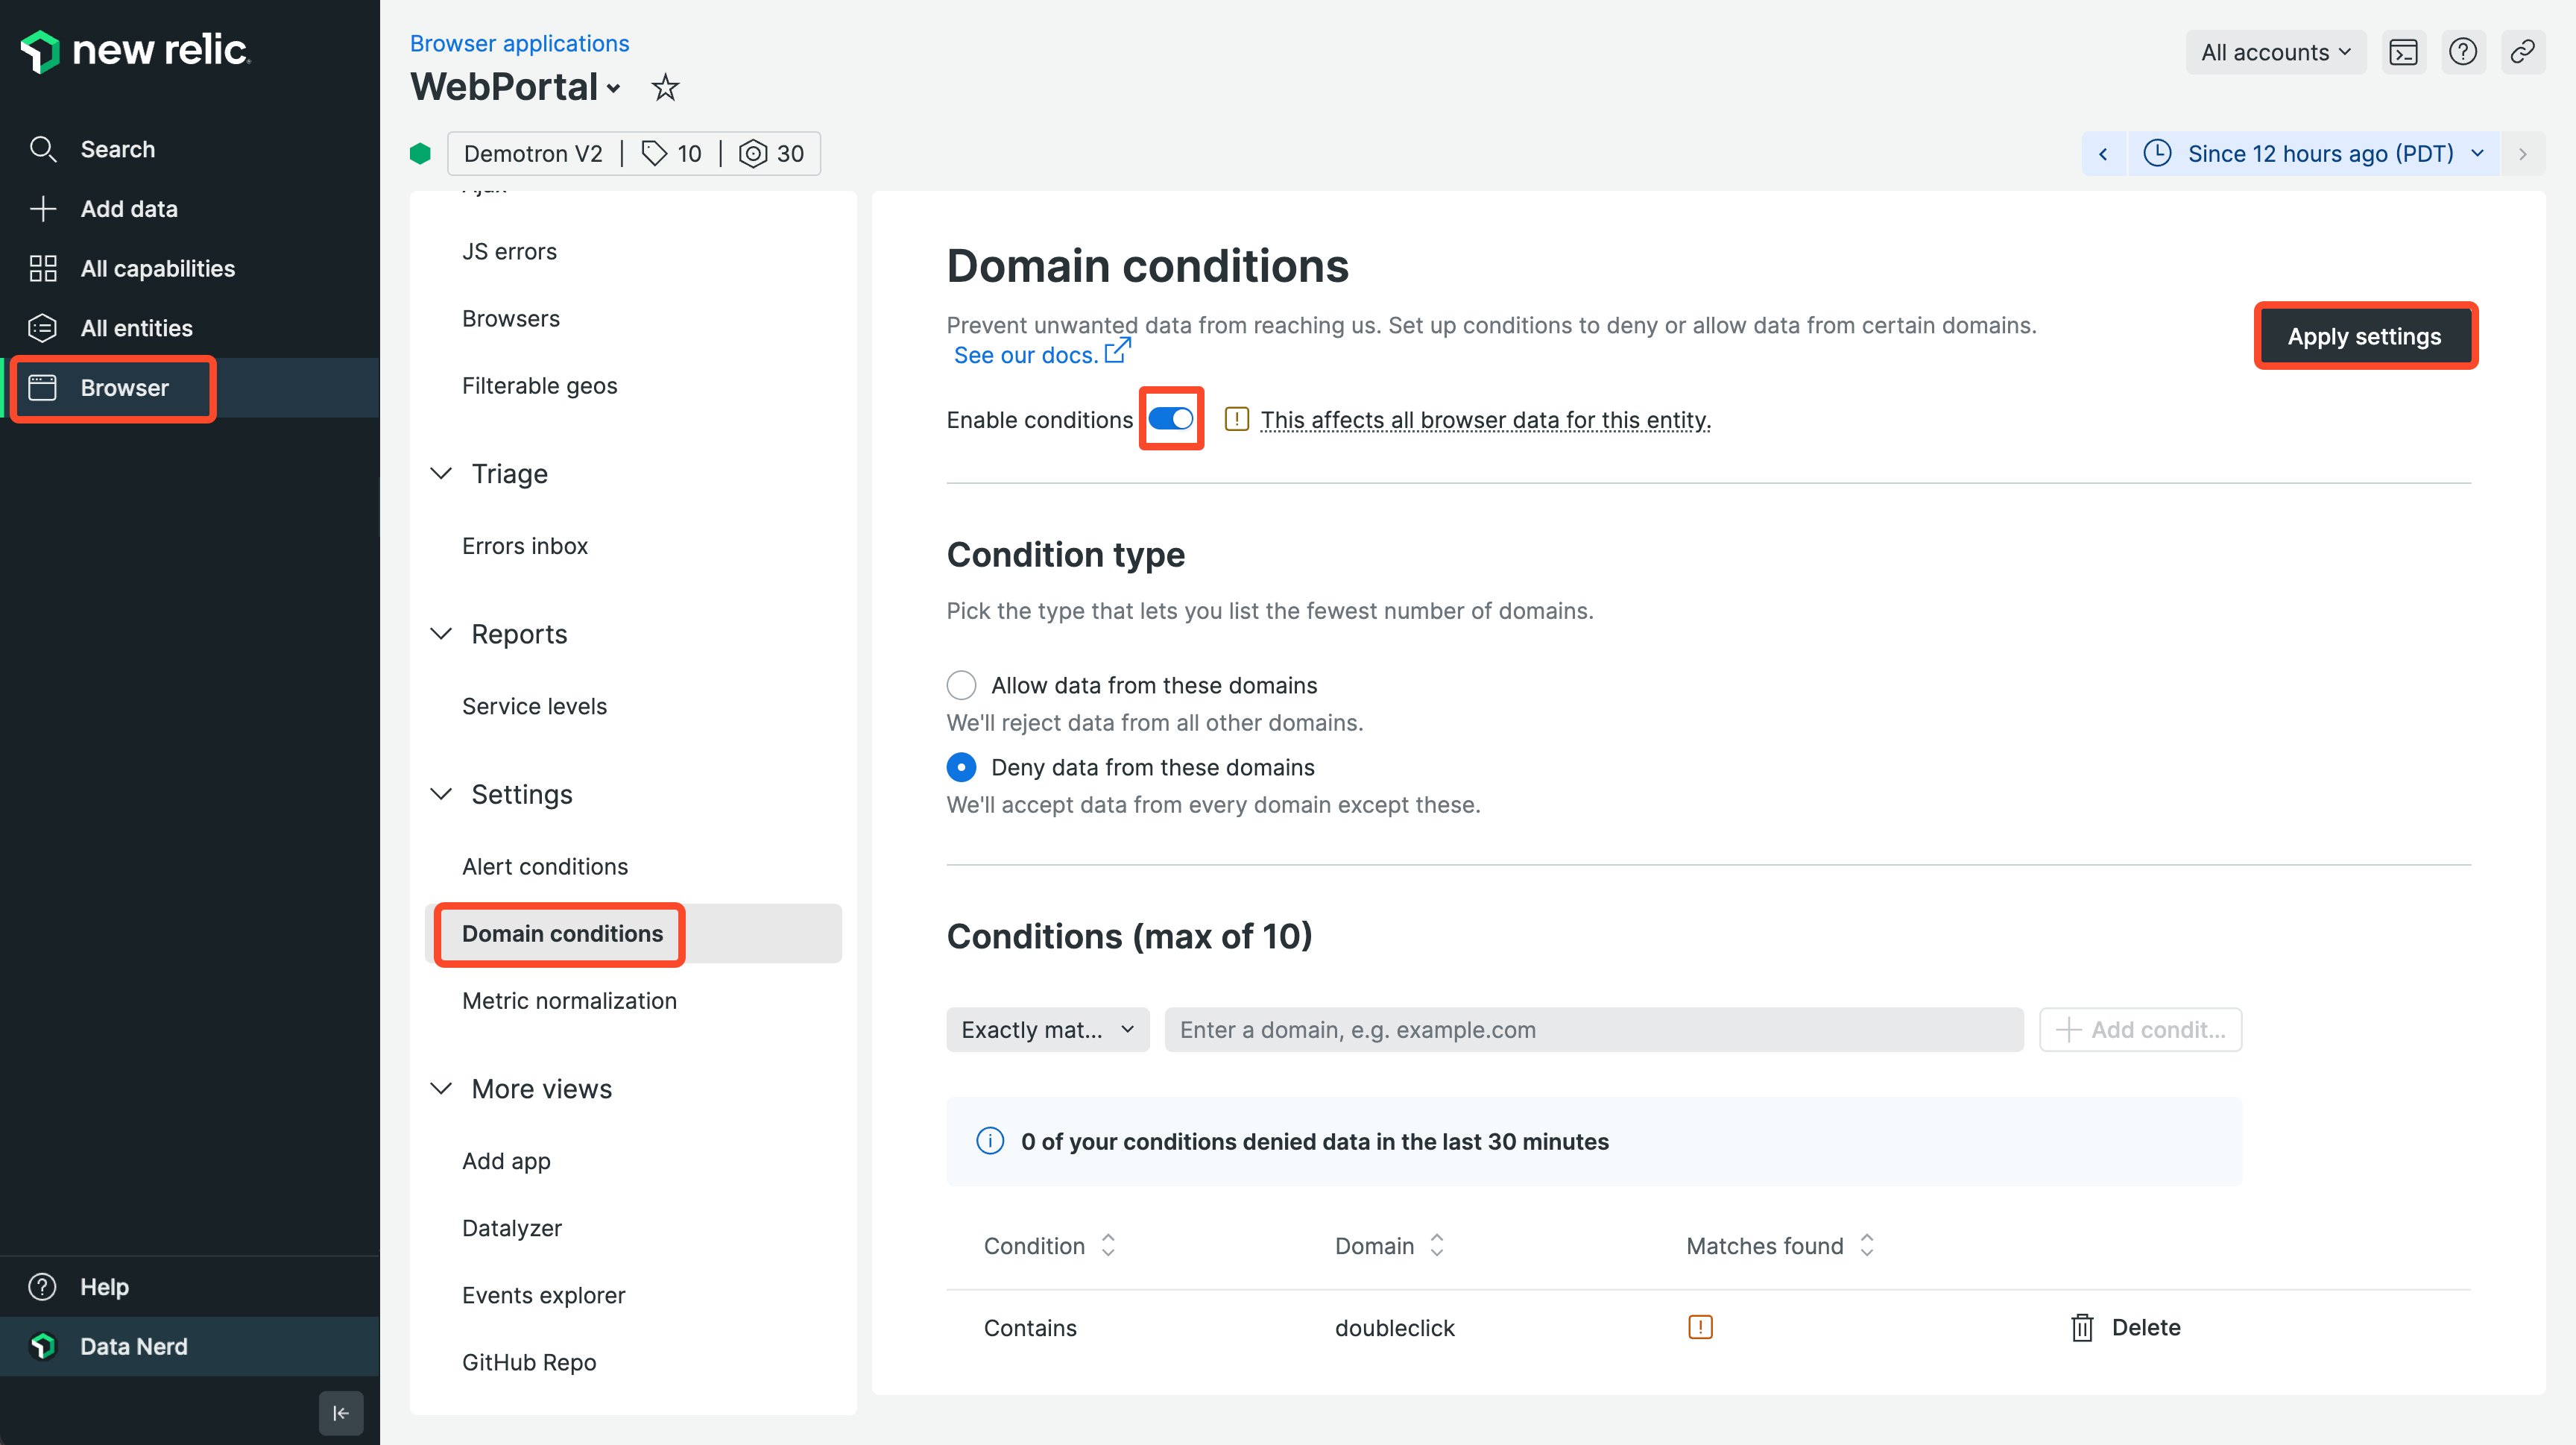 new relic.
Search
Add data
All capabilities
All entities
Browser
Help
Data Nerd
Browser applications
WebPortal
Demotron V2 | 10 | 30
All accounts
Since 12 hours ago (PDT)
Ajax
JS errors
Browsers
Filterable geos
Triage
Errors inbox
Reports
Service levels
Settings
Alert conditions
Domain conditions
Metric normalization
More views
Add app
Datalyzer
Events explorer
GitHub Repo
Domain conditions
Prevent unwanted data from reaching us. Set up conditions to deny or allow data from certain domains.
See our docs.
Apply settings
Enable conditions
This affects all browser data for this entity.
Condition type
Pick the type that lets you list the fewest number of domains.
Allow data from these domains
We'll reject data from all other domains.
Deny data from these domains
We'll accept data from every domain except these.
Conditions (max of 10)
Exactly mat...
Enter a domain, e.g. example.com
Add condit...
0 of your conditions denied data in the last 30 minutes
Condition
Domain
Matches found
Contains
doubleclick
Delete